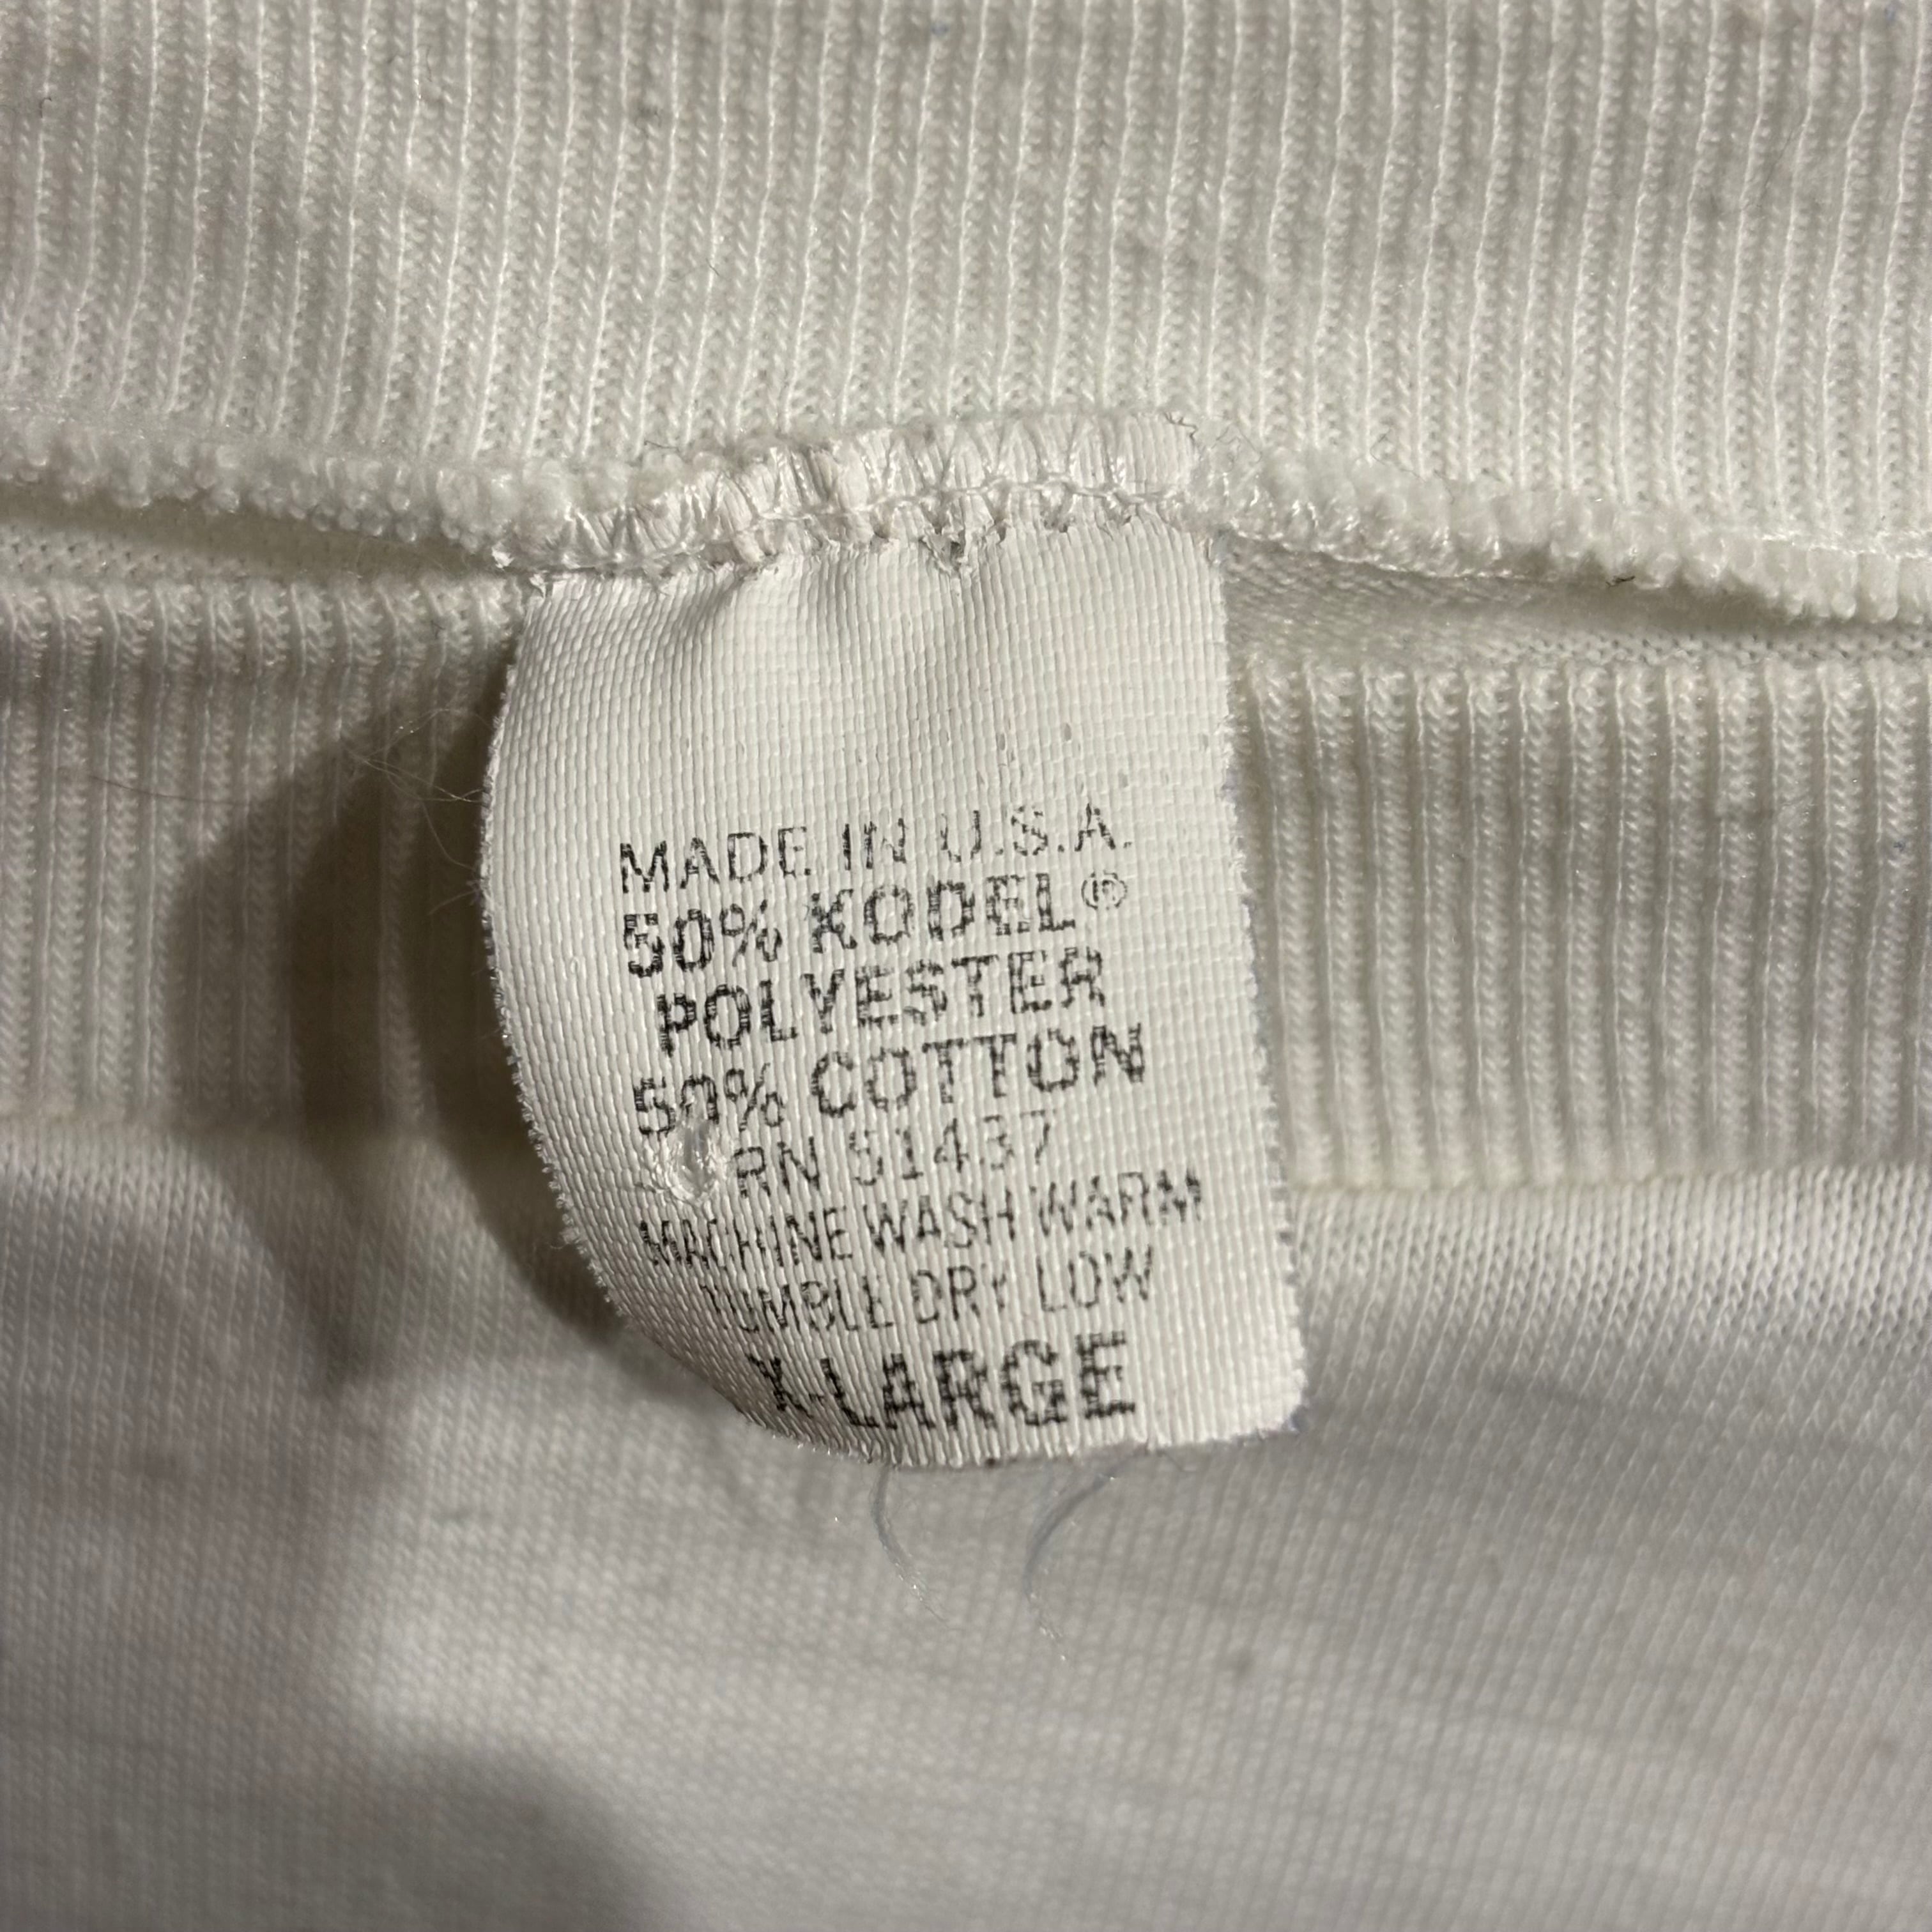 MADE IN U.S.A.
50% KODEL®
POLYESTER
50% COTTON
RN 51437
MACHINE WASH WARM
TUMBLE DRY LOW
X-LARGE